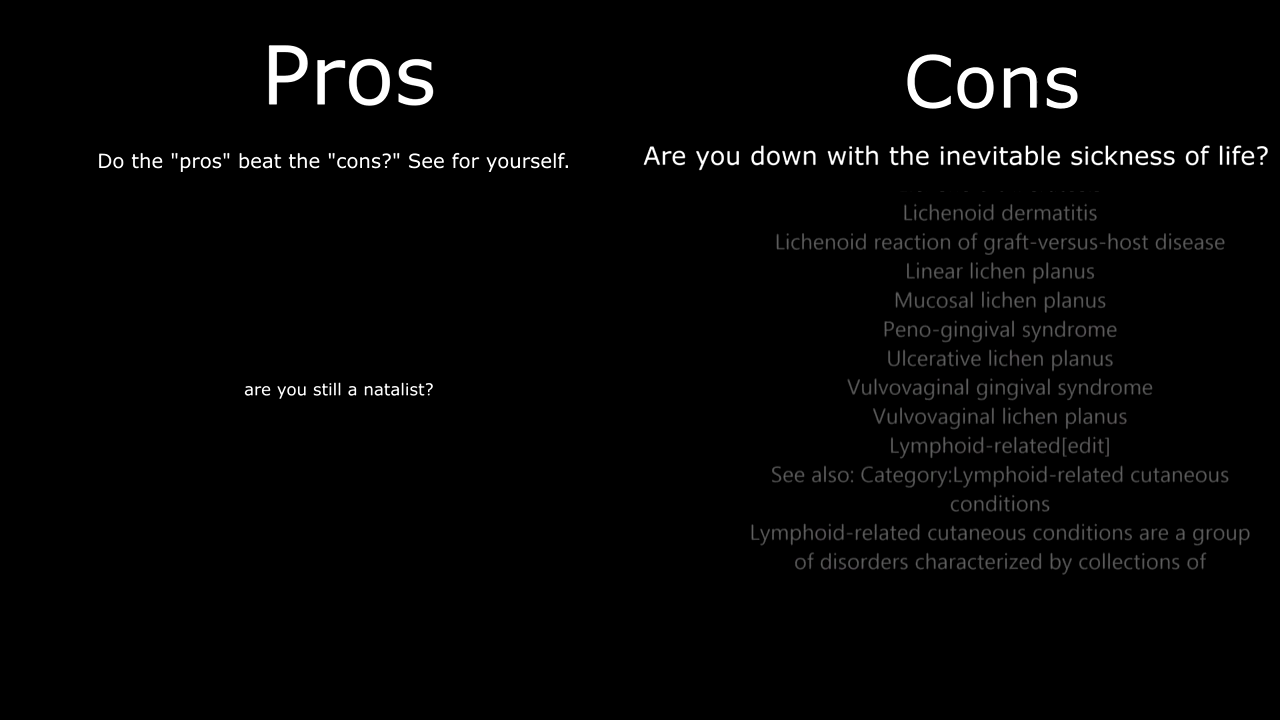 Pros
Do the "pros" beat the "cons?" See for yourself.
are you still a natalist?
Cons
Are you down with the inevitable sickness of life?
Lichenoid dermatitis
Lichenoid reaction of graft-versus-host disease
Linear lichen planus
Mucosal lichen planus
Peno-gingival syndrome
Ulcerative lichen planus
Vulvovaginal gingival syndrome
Vulvovaginal lichen planus
Lymphoid-related[edit]
See also: Category:Lymphoid-related cutaneous
conditions
Lymphoid-related cutaneous conditions are a group
of disorders characterized by collections of